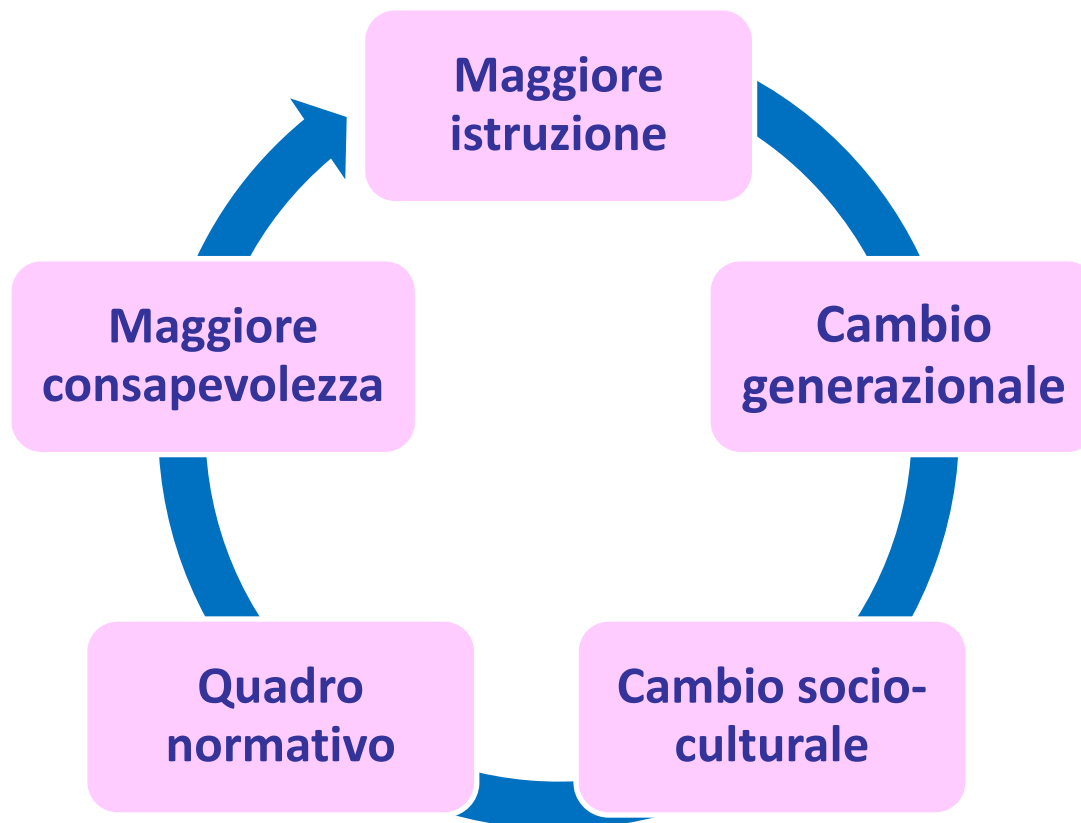 Maggiore
istruzione
Cambio
generazionale
Cambio socio-
culturale
Quadro
normativo
Maggiore
consapevolezza